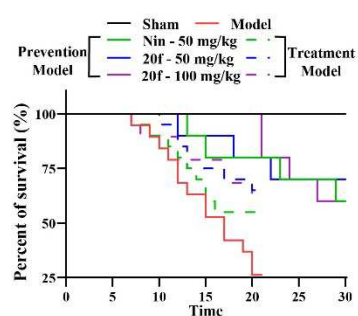 Sham Model
Prevention Model
Nin - 50 mg/kg
20f - 50 mg/kg
20f - 100 mg/kg
Treatment Model
Percent of survival (%)
100
75
50
25
0 5 10 15 20 25 30
Time